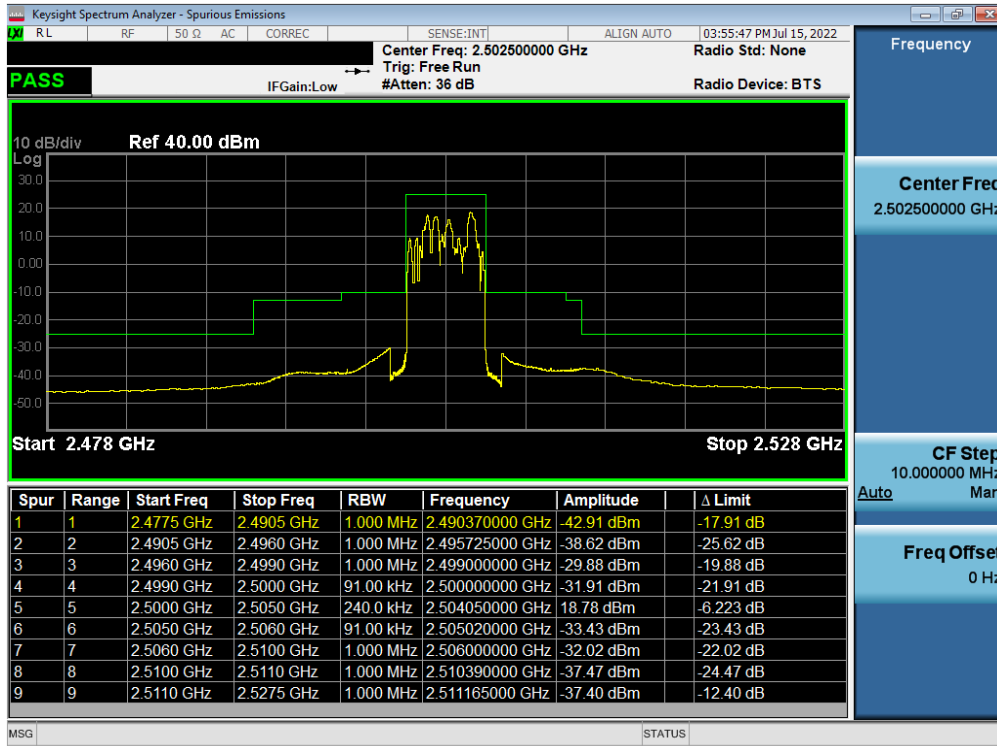 Keysight Spectrum Analyzer - Spurious Emissions
LXI RL RF 50 Ω AC CORREC SENSE:INT ALIGN AUTO 03:55:47 PM Jul 15, 2022
Center Freq: 2.502500000 GHz Radio Std: None
Trig: Free Run
PASS IFGain:Low #Atten: 36 dB Radio Device: BTS
10 dB/div Ref 40.00 dBm
Log
30.0
20.0
10.0
0.00
-10.0
-20.0
-30.0
-40.0
-50.0
Start 2.478 GHz Stop 2.528 GHz
Spur Range Start Freq Stop Freq RBW Frequency Amplitude Δ Limit
1 1 2.4775 GHz 2.4905 GHz 1.000 MHz 2.490370000 GHz -42.91 dBm -17.91 dB
2 2 2.4905 GHz 2.4960 GHz 1.000 MHz 2.495725000 GHz -38.62 dBm -25.62 dB
3 3 2.4960 GHz 2.4990 GHz 1.000 MHz 2.499000000 GHz -29.88 dBm -19.88 dB
4 4 2.4990 GHz 2.5000 GHz 91.00 kHz 2.500000000 GHz -31.91 dBm -21.91 dB
5 5 2.5000 GHz 2.5050 GHz 240.0 kHz 2.504050000 GHz 18.78 dBm -6.223 dB
6 6 2.5050 GHz 2.5060 GHz 91.00 kHz 2.505020000 GHz -33.43 dBm -23.43 dB
7 7 2.5060 GHz 2.5100 GHz 1.000 MHz 2.506000000 GHz -32.02 dBm -22.02 dB
8 8 2.5100 GHz 2.5110 GHz 1.000 MHz 2.510390000 GHz -37.47 dBm -24.47 dB
9 9 2.5110 GHz 2.5275 GHz 1.000 MHz 2.511165000 GHz -37.40 dBm -12.40 dB
MSG STATUS
Frequency
Center Freq
2.502500000 GHz
CF Step
10.000000 MHz
Auto Man
Freq Offset
0 Hz